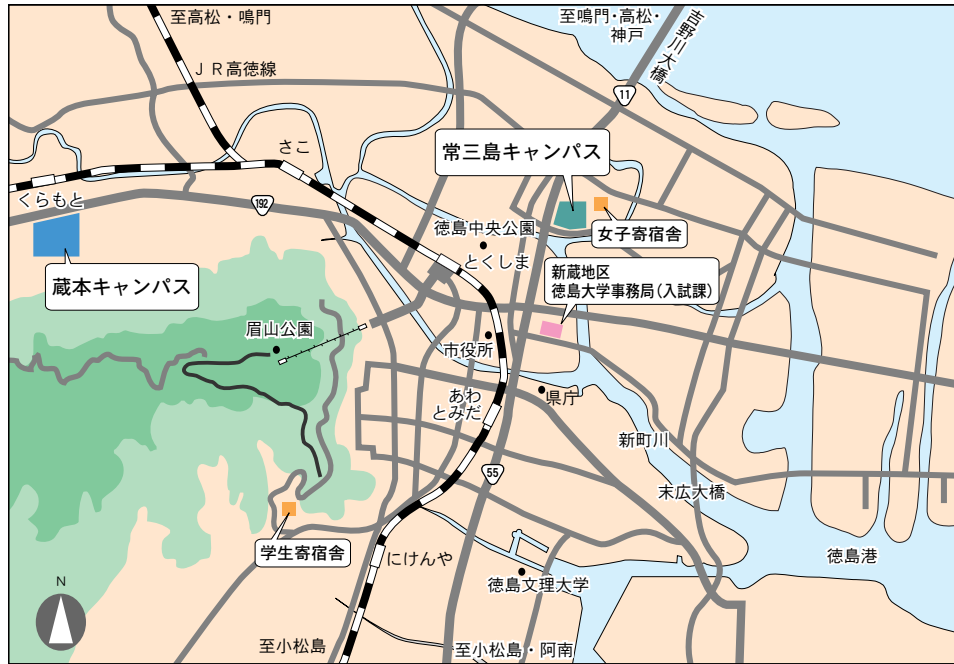 至高松・鳴門
至鳴門・高松・
神戸
吉野川大橋
ＪＲ高徳線
11
さこ
常三島キャンパス
くらもと
192
徳島中央公園
女子寄宿舎
とくしま
蔵本キャンパス
新蔵地区
徳島大学事務局(入試課)
眉山公園
市役所
あわ
とみだ
県庁
新町川
55
末広大橋
学生寄宿舎
にけんや
徳島港
徳島文理大学
N
至小松島
至小松島・阿南